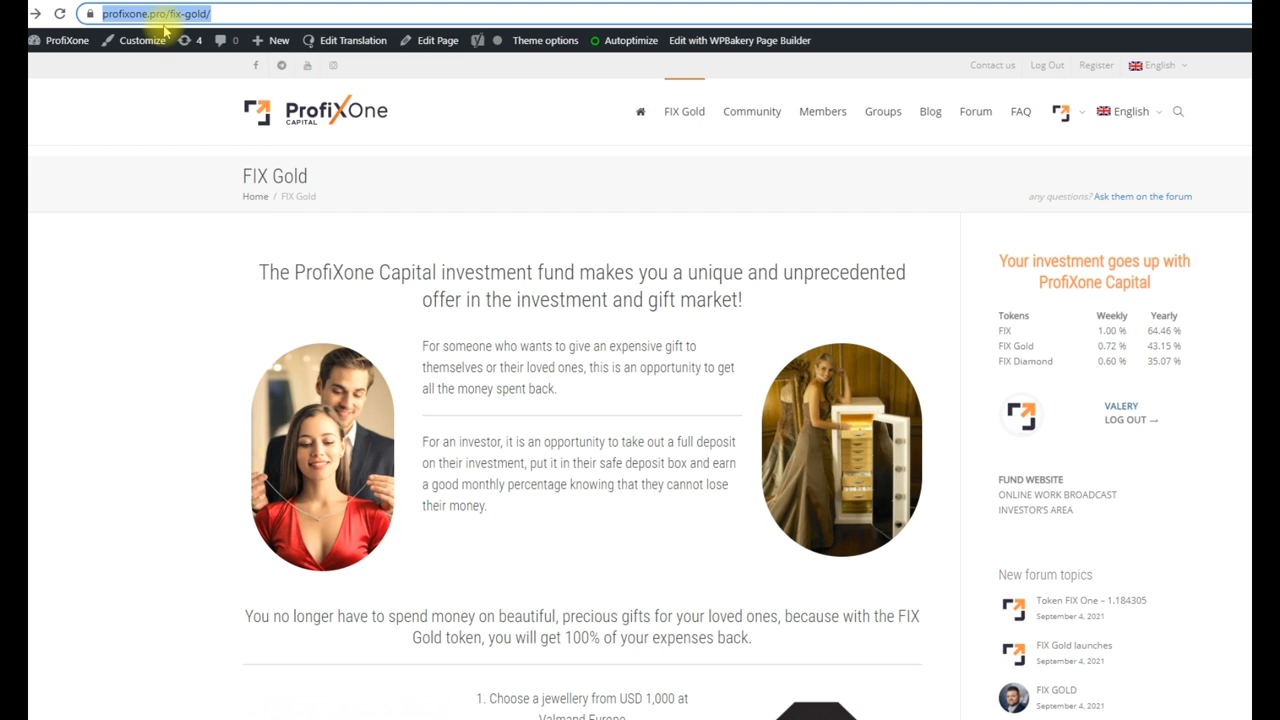 profixone.pro/fix-gold/
ProfiXOne Customize 4 0 New Edit Translation Edit Page Theme options Autoptimize Edit with WPBakery Page Builder
Contact us Log Out Register English
ProfiXOne
CAPITAL
FIX Gold Community Members Groups Blog Forum FAQ English
FIX Gold
Home / FIX Gold
any questions? Ask them on the forum
The ProfiXone Capital investment fund makes you a unique and unprecedented
offer in the investment and gift market!
For someone who wants to give an expensive gift to
themselves or their loved ones, this is an opportunity to get
all the money spent back.
For an investor, it is an opportunity to take out a full deposit
on their investment, put it in their safe deposit box and earn
a good monthly percentage knowing that they cannot lose
their money.
You no longer have to spend money on beautiful, precious gifts for your loved ones, because with the FIX
Gold token, you will get 100% of your expenses back.
1. Choose a jewellery from USD 1,000 at
Valmand Europe
Your investment goes up with
ProfiXone Capital
Tokens Weekly Yearly
FIX 1.00 % 64.46 %
FIX Gold 0.72 % 43.15 %
FIX Diamond 0.60 % 35.07 %
VALERY
LOG OUT →
FUND WEBSITE
ONLINE WORK BROADCAST
INVESTOR'S AREA
New forum topics
Token FIX One – 1.184305
September 4, 2021
FIX Gold launches
September 4, 2021
FIX GOLD
September 4, 2021